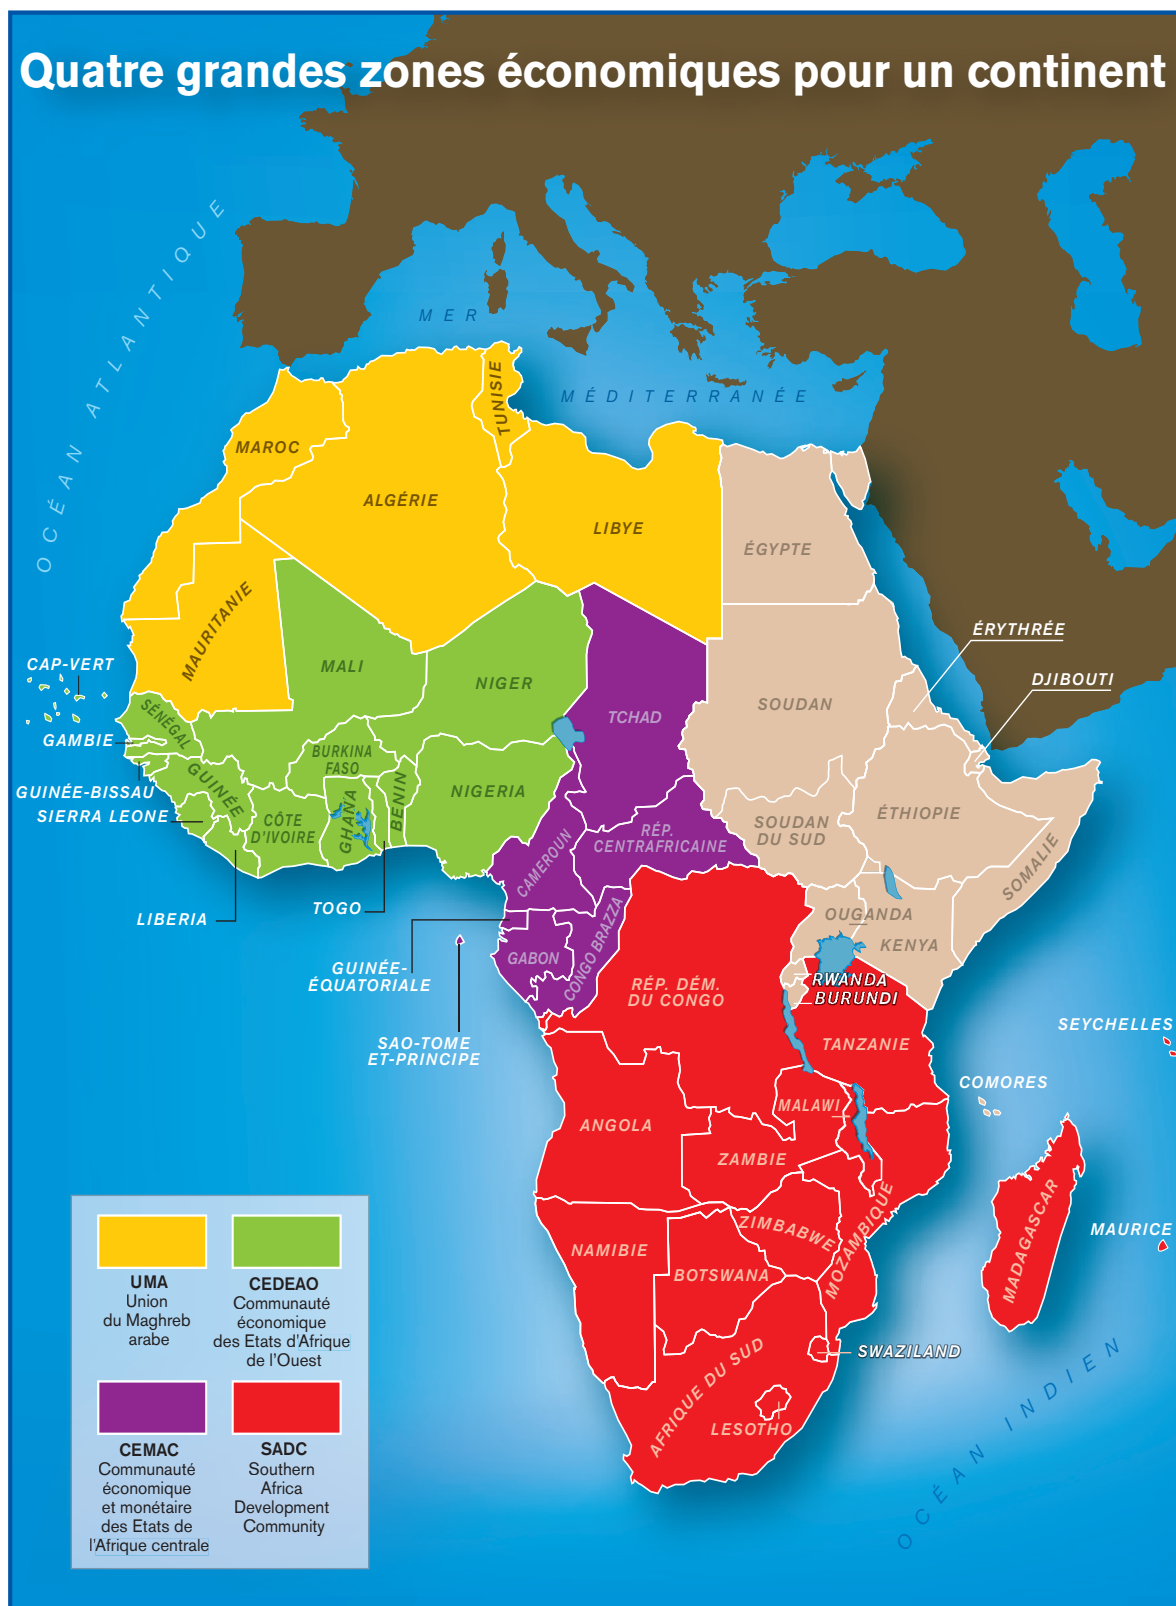 Quatre grandes zones économiques pour un continent
OCÉAN ATLANTIQUE
MER
MÉDITERRANÉE
TUNISIE
MAROC
ALGÉRIE
LIBYE
ÉGYPTE
MAURITANIE
ÉRYTHRÉE
CAP-VERT
MALI
NIGER
DJIBOUTI
SÉNÉGAL
TCHAD
SOUDAN
GAMBIE
BURKINA
FASO
GUINÉE-BISSAU
GUINÉE
NIGERIA
BENIN
SIERRA LEONE
CÔTE
D'IVOIRE
GHANA
RÉP.
CENTRAFRICAINE
SOUDAN
DU SUD
ÉTHIOPIE
CAMEROUN
SOMALIE
LIBERIA
TOGO
OUGANDA
KENYA
GUINÉE-
ÉQUATORIALE
GABON
CONGO BRAZZA
RÉP. DÉM.
DU CONGO
RWANDA
BURUNDI
SAO-TOME
ET-PRINCIPE
TANZANIE
SEYCHELLES
COMORES
MALAWI
ANGOLA
ZAMBIE
MOZAMBIQUE
MADAGASCAR
MAURICE
NAMIBIE
ZIMBABWE
BOTSWANA
SWAZILAND
AFRIQUE DU SUD
LESOTHO
OCÉAN INDIEN
UMA
Union
du Maghreb
arabe
CEDEAO
Communauté
économique
des Etats d'Afrique
de l'Ouest
CEMAC
Communauté
économique
et monétaire
des Etats de
l'Afrique centrale
SADC
Southern
Africa
Development
Community